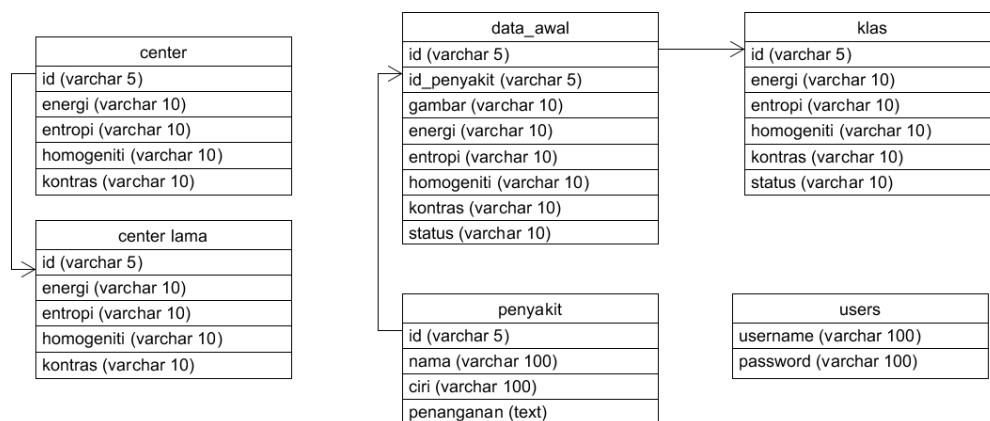 center
id (varchar 5)
energi (varchar 10)
entropi (varchar 10)
homogeniti (varchar 10)
kontras (varchar 10)
center lama
id (varchar 5)
energi (varchar 10)
entropi (varchar 10)
homogeniti (varchar 10)
kontras (varchar 10)
data_awal
id (varchar 5)
id_penyakit (varchar 5)
gambar (varchar 10)
energi (varchar 10)
entropi (varchar 10)
homogeniti (varchar 10)
kontras (varchar 10)
status (varchar 10)
penyakit
id (varchar 5)
nama (varchar 100)
ciri (varchar 100)
penanganan (text)
klas
id (varchar 5)
energi (varchar 10)
entropi (varchar 10)
homogeniti (varchar 10)
kontras (varchar 10)
status (varchar 10)
users
username (varchar 100)
password (varchar 100)